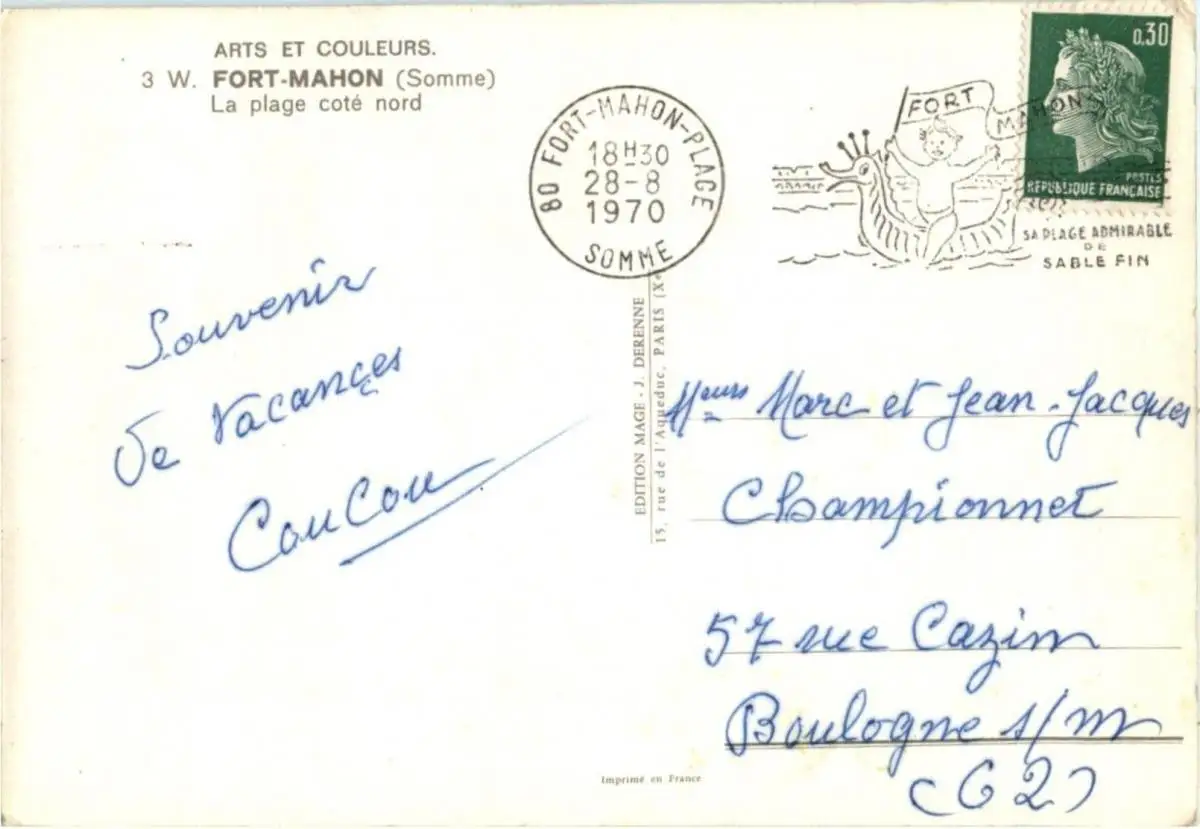 ARTS ET COULEURS.
3 W. FORT-MAHON (Somme)
La plage coté nord
80 FORT-MAHON-PLAGE
18H30
28-8
1970
SOMME
FORT MAHON
SA PLAGE ADMIRABLE
DE
SABLE FIN
0,30
POSTES
REPUBLIQUE FRANÇAISE
Souvenir
de Vacances
Coucou
EDITION MAGE - J. DERENNE
15, rue de l'Aqueduc, PARIS (Xe
Meurs Marc et Jean-Jacques
Championnet
57 rue Cazin
Boulogne s/m
(62)
Imprimé en France